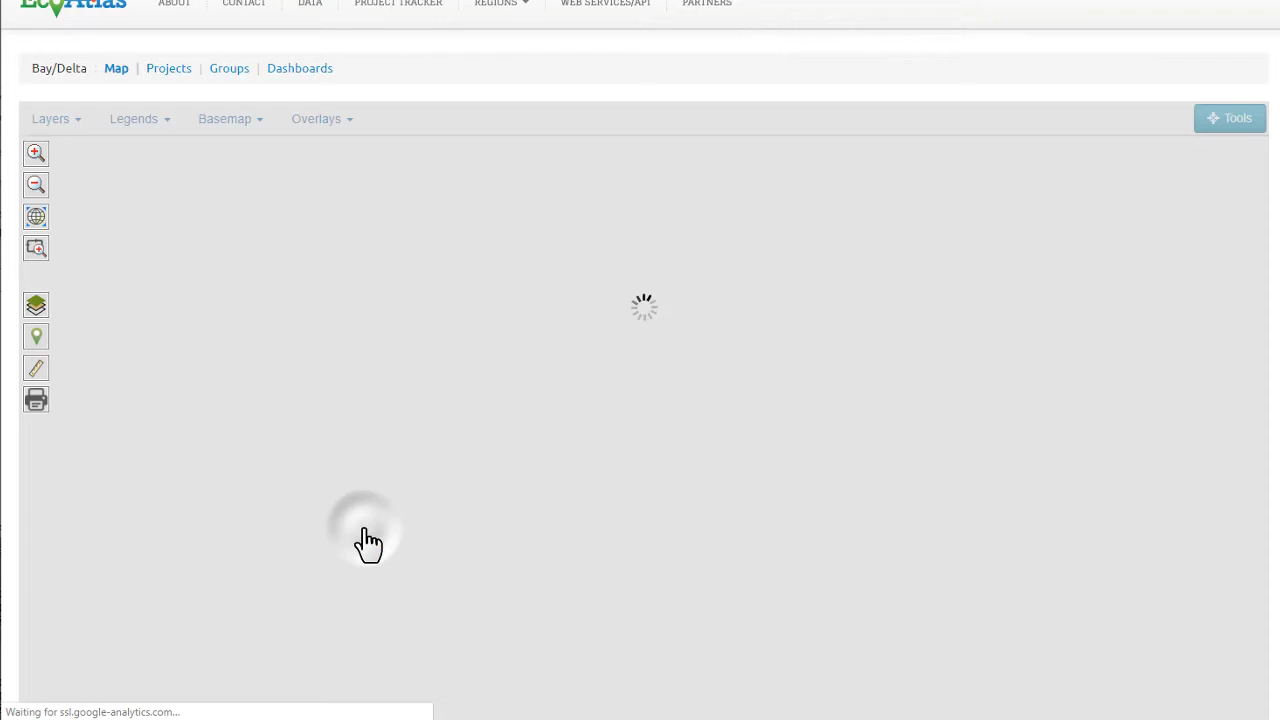 EcoAtlas
ABOUT CONTACT DATA PROJECT TRACKER REGIONS WEB SERVICES/API PARTNERS
Bay/Delta : Map | Projects | Groups | Dashboards
Layers Legends Basemap Overlays Tools
Waiting for ssl.google-analytics.com...